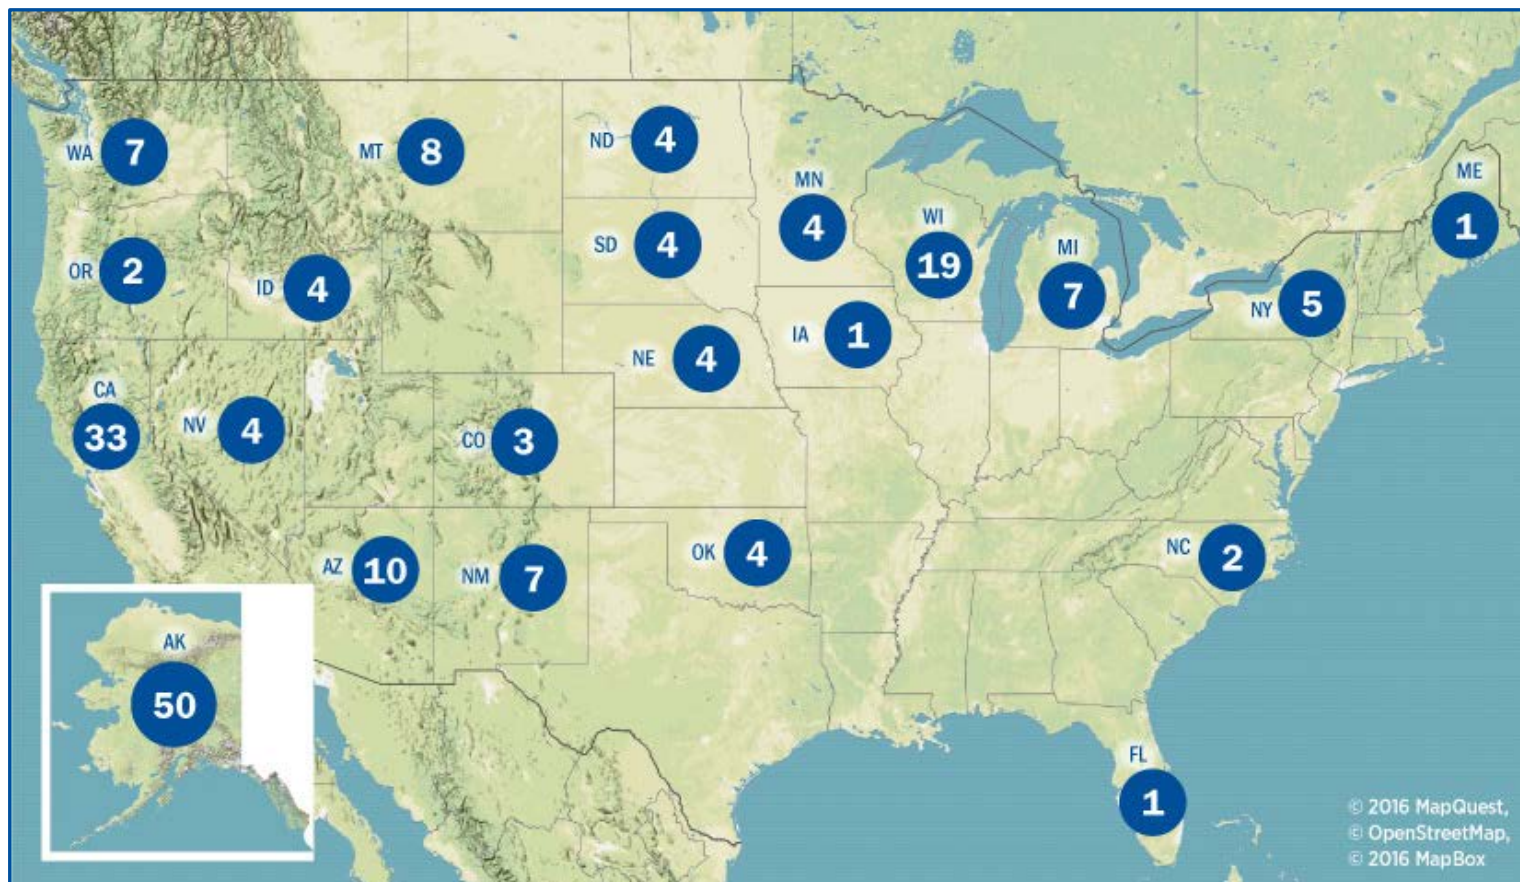 WA 7
MT 8
ND 4
MN
4
ME
1
OR 2
ID 4
SD 4
WI
19
MI
7
NY 5
NE 4
IA 1
CA
33
NV 4
CO 3
AZ 10
NM 7
OK 4
NC 2
AK
50
FL
1
© 2016 MapQuest,
© OpenStreetMap,
© 2016 MapBox